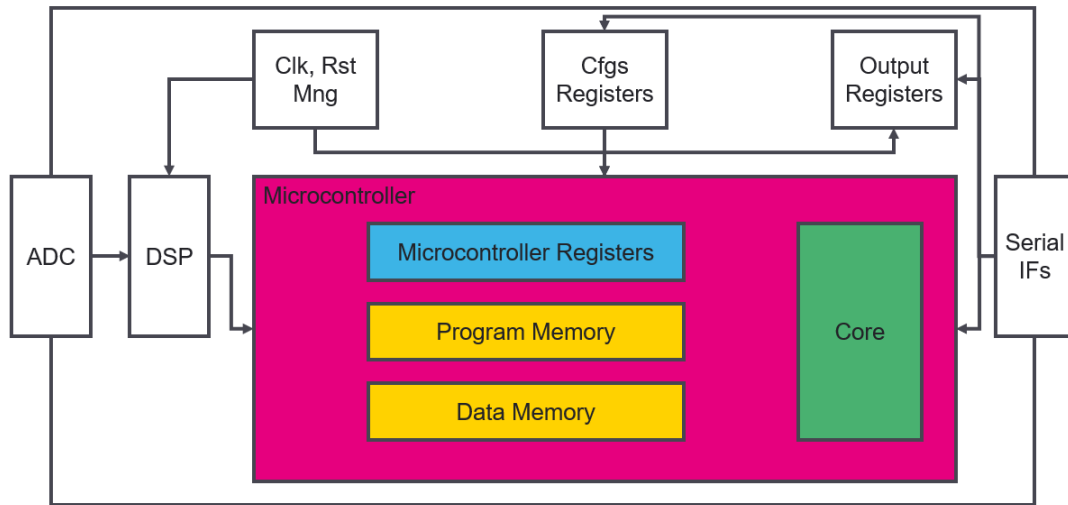 Clk, Rst
Mng
Cfgs
Registers
Output
Registers
ADC
DSP
Microcontroller
Microcontroller Registers
Program Memory
Data Memory
Core
Serial
IFs